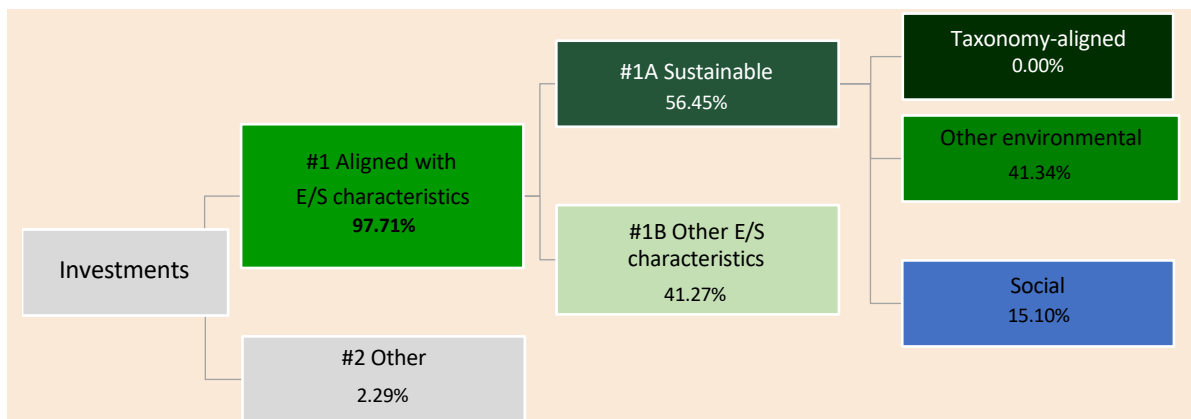 Investments
#1 Aligned with
E/S characteristics
97.71%
#2 Other
2.29%
#1A Sustainable
56.45%
#1B Other E/S
characteristics
41.27%
Taxonomy-aligned
0.00%
Other environmental
41.34%
Social
15.10%